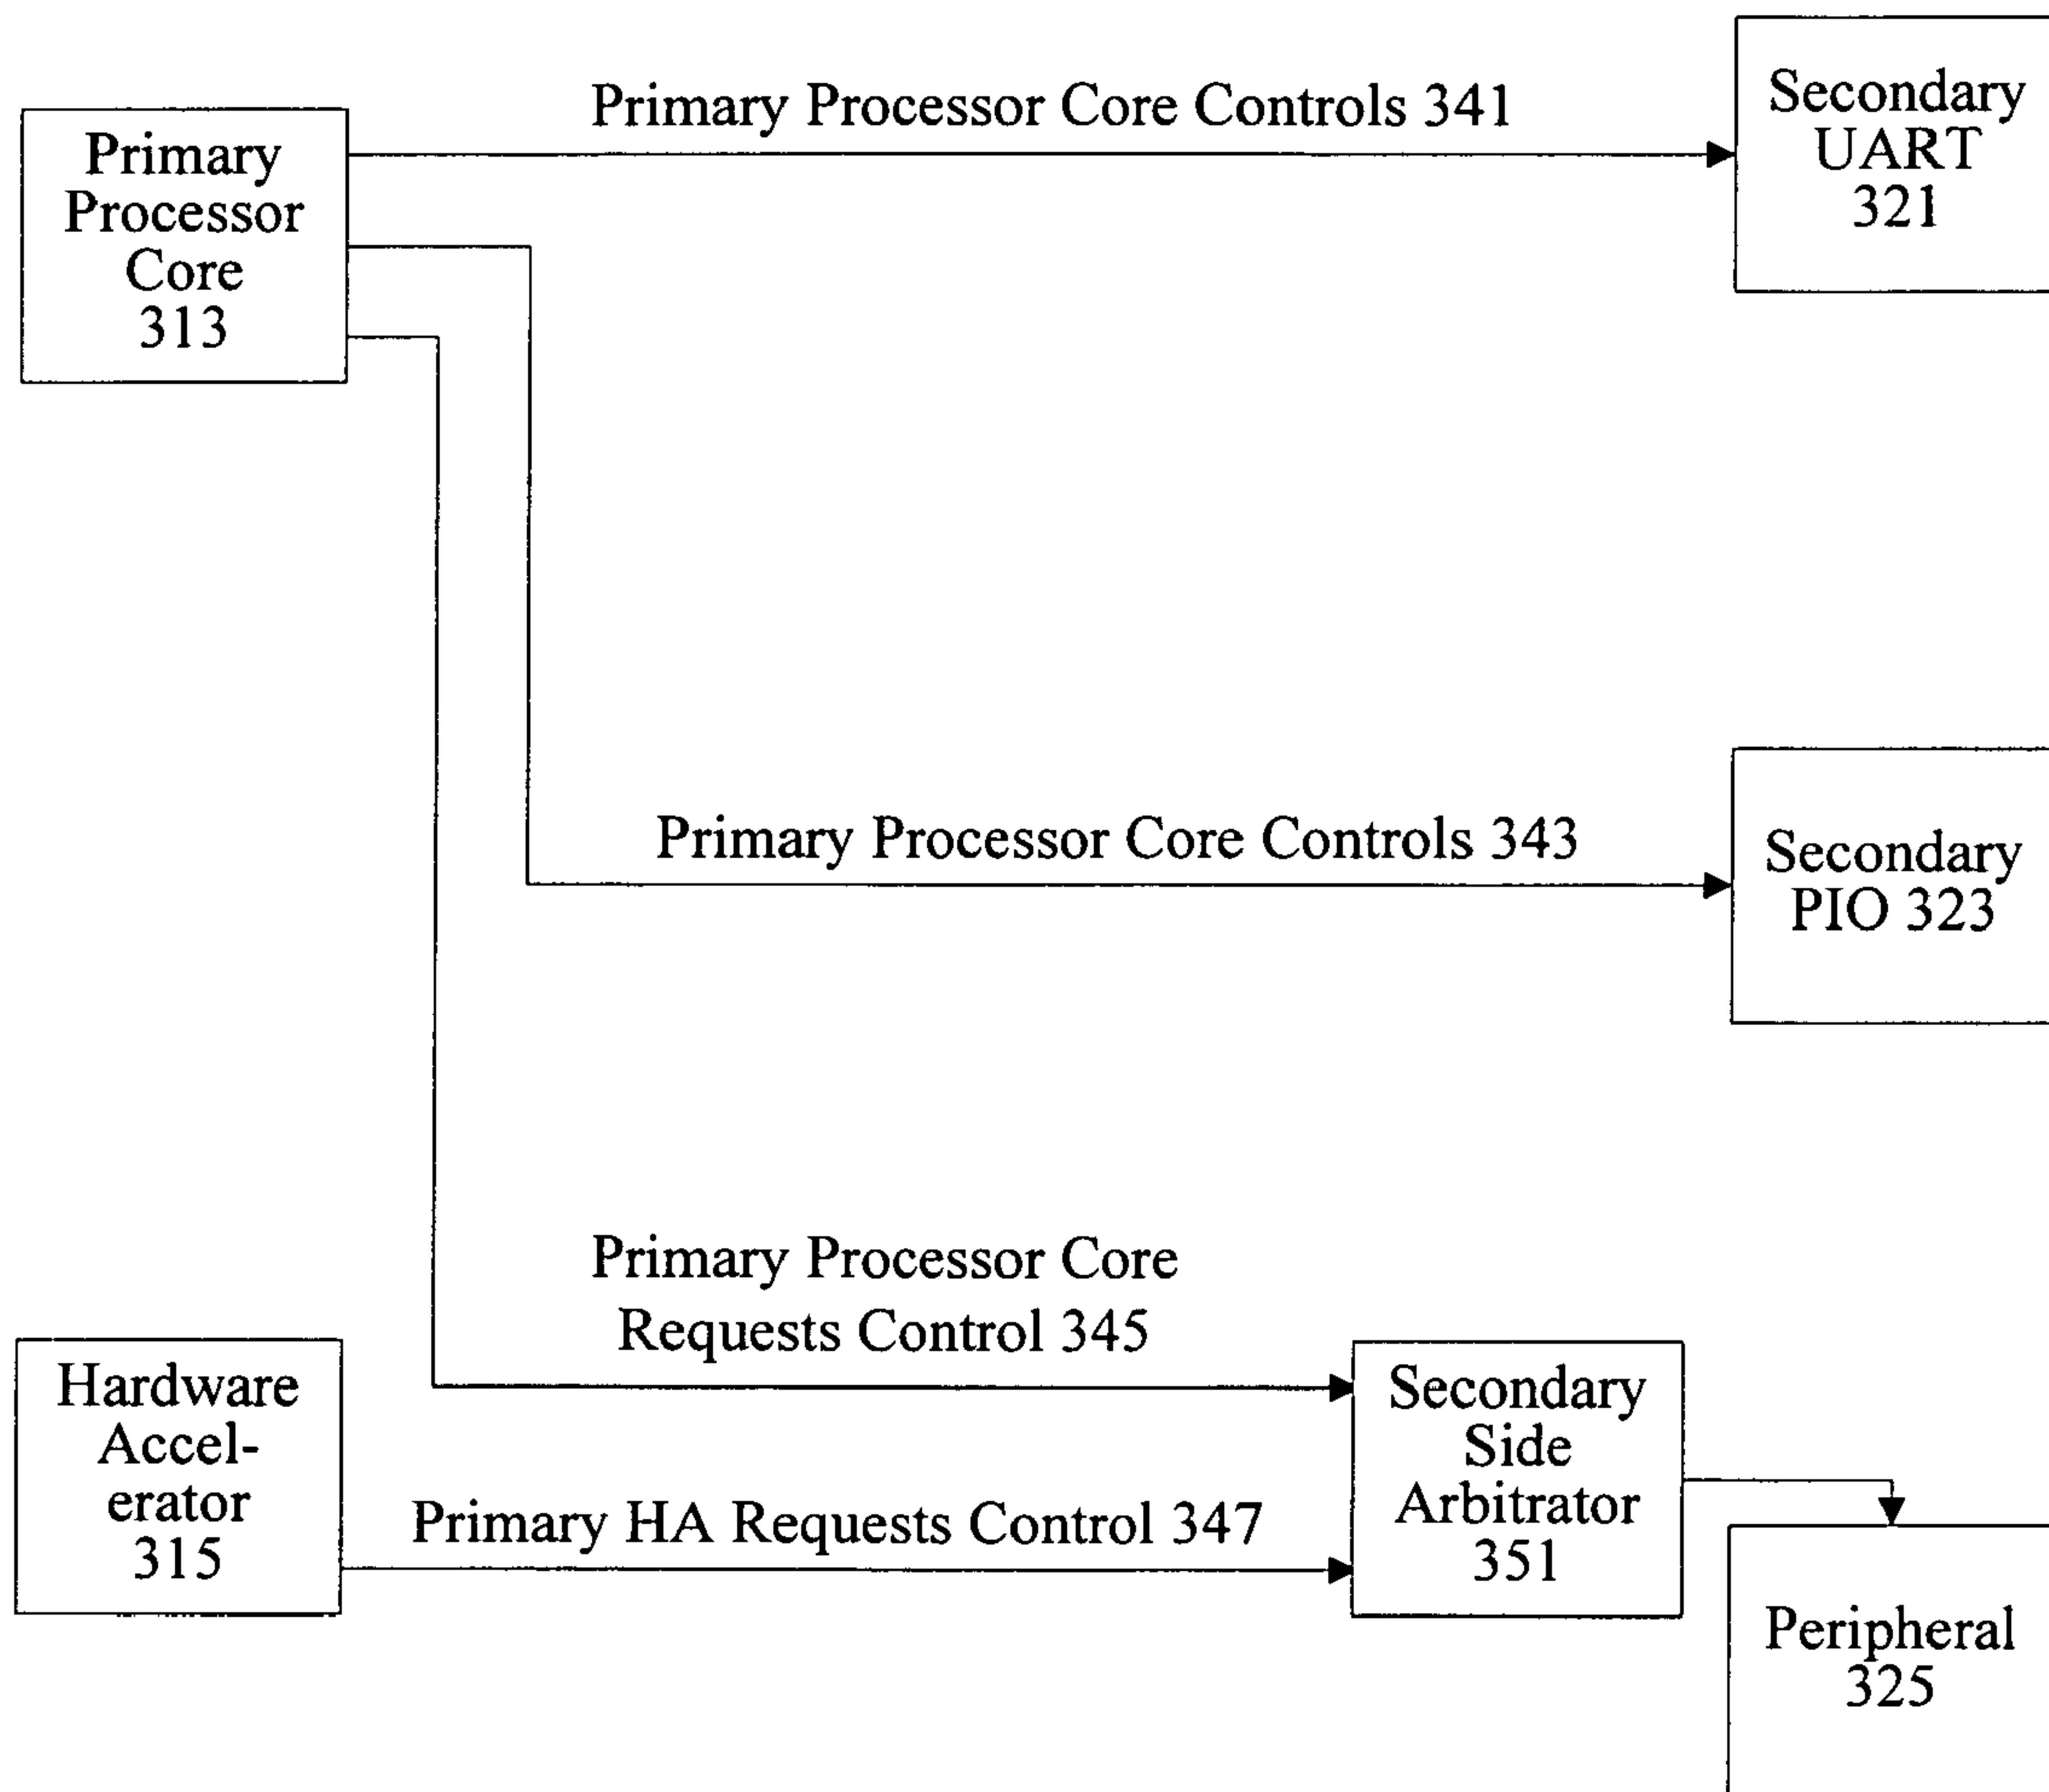 Primary Processor Core Controls 341
Secondary
UART
321
Primary
Processor
Core
313
Primary Processor Core Controls 343
Secondary
PIO 323
Primary Processor Core
Requests Control 345
Hardware
Accel-
erator
315
Primary HA Requests Control 347
Secondary
Side
Arbitrator
351
Peripheral
325